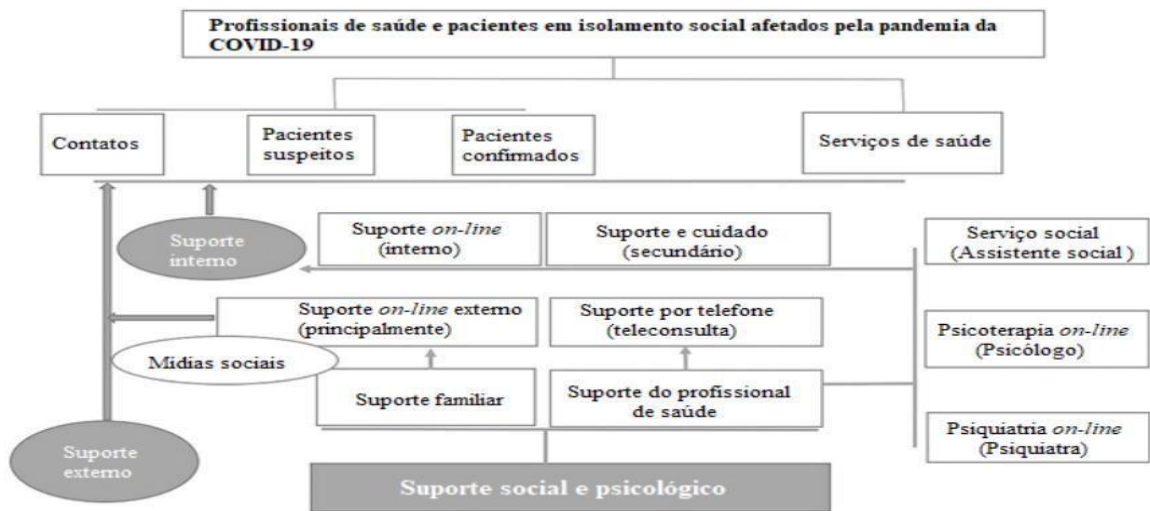 Profissionais de saúde e pacientes em isolamento social afetados pela pandemia da
COVID-19
Contatos
Pacientes
suspeitos
Pacientes
confirmados
Serviços de saúde
Suporte
interno
Suporte on-line
(interno)
Suporte e cuidado
(secundário)
Serviço social
(Assistente social )
Suporte on-line externo
(principalmente)
Suporte por telefone
(teleconsulta)
Psicoterapia on-line
(Psicólogo)
Mídias sociais
Suporte familiar
Suporte do profissional
de saúde
Suporte
externo
Psiquiatria on-line
(Psiquiatra)
Suporte social e psicológico